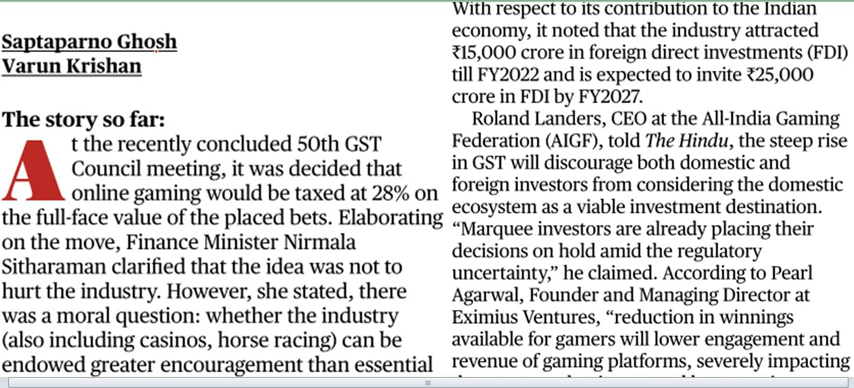 Saptaparno Ghosh
Varun Krishan
The story so far:
At the recently concluded 50th GST
Council meeting, it was decided that
online gaming would be taxed at 28% on
the full-face value of the placed bets. Elaborating
on the move, Finance Minister Nirmala
Sitharaman clarified that the idea was not to
hurt the industry. However, she stated, there
was a moral question: whether the industry
(also including casinos, horse racing) can be
endowed greater encouragement than essential
With respect to its contribution to the Indian
economy, it noted that the industry attracted
₹15,000 crore in foreign direct investments (FDI)
till FY2022 and is expected to invite ₹25,000
crore in FDI by FY2027.
Roland Landers, CEO at the All-India Gaming
Federation (AIGF), told The Hindu, the steep rise
in GST will discourage both domestic and
foreign investors from considering the domestic
ecosystem as a viable investment destination.
“Marquee investors are already placing their
decisions on hold amid the regulatory
uncertainty,” he claimed. According to Pearl
Agarwal, Founder and Managing Director at
Eximius Ventures, “reduction in winnings
available for gamers will lower engagement and
revenue of gaming platforms, severely impacting